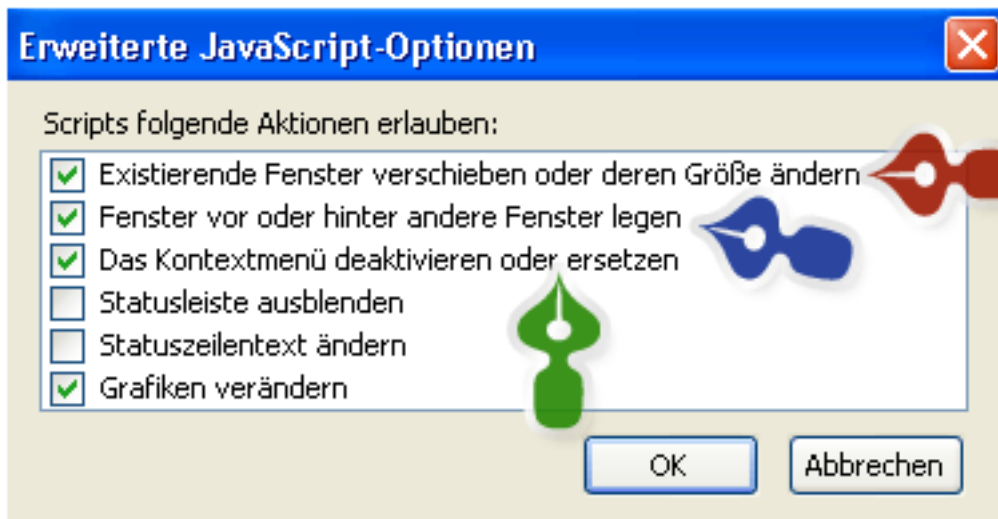 Erweiterte JavaScript-Optionen
Scripts folgende Aktionen erlauben:
Existierende Fenster verschieben oder deren Größe ändern
Fenster vor oder hinter andere Fenster legen
Das Kontextmenü deaktivieren oder ersetzen
Statusleiste ausblenden
Statuszeilentext ändern
Grafiken verändern
OK
Abbrechen